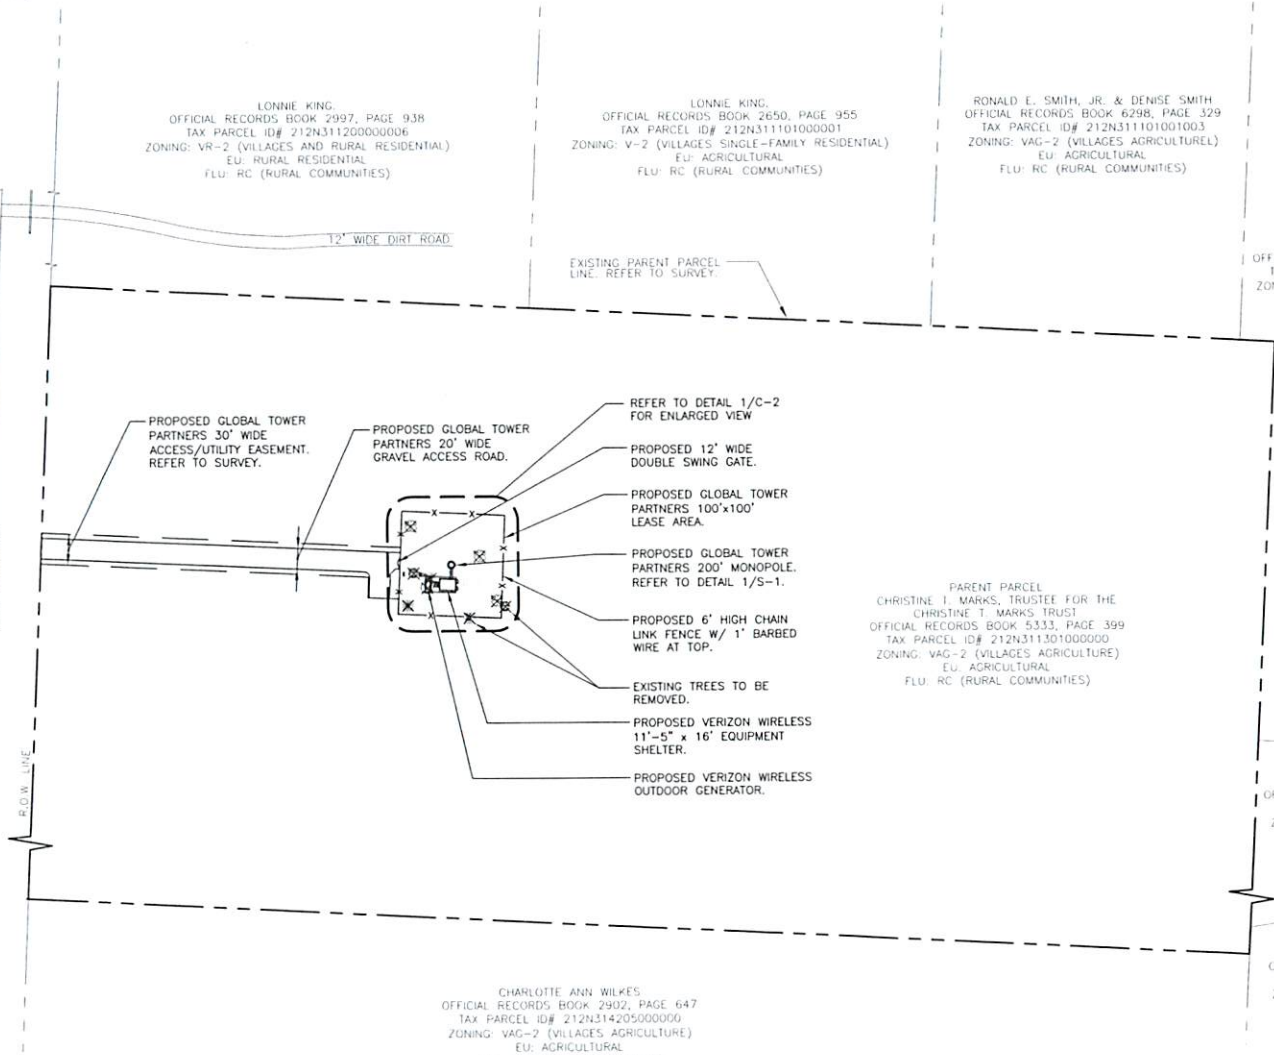 LONNIE KING.
OFFICIAL RECORDS BOOK 2997, PAGE 938
TAX PARCEL ID# 212N311200000006
ZONING: VR-2 (VILLAGES AND RURAL RESIDENTIAL)
EU: RURAL RESIDENTIAL
FLU: RC (RURAL COMMUNITIES)
LONNIE KING.
OFFICIAL RECORDS BOOK 2650, PAGE 955
TAX PARCEL ID# 212N311101000001
ZONING: V-2 (VILLAGES SINGLE-FAMILY RESIDENTIAL)
EU: AGRICULTURAL
FLU: RC (RURAL COMMUNITIES)
RONALD E. SMITH, JR. & DENISE SMITH
OFFICIAL RECORDS BOOK 6298, PAGE 329
TAX PARCEL ID# 212N311101001003
ZONING: VAG-2 (VILLAGES AGRICULTUREL)
EU: AGRICULTURAL
FLU: RC (RURAL COMMUNITIES)
12' WIDE DIRT ROAD
EXISTING PARENT PARCEL
LINE. REFER TO SURVEY.
OFF
ZON
PROPOSED GLOBAL TOWER
PARTNERS 30' WIDE
ACCESS/UTILITY EASEMENT.
REFER TO SURVEY.
PROPOSED GLOBAL TOWER
PARTNERS 20' WIDE
GRAVEL ACCESS ROAD.
REFER TO DETAIL 1/C-2
FOR ENLARGED VIEW
PROPOSED 12' WIDE
DOUBLE SWING GATE.
PROPOSED GLOBAL TOWER
PARTNERS 100'x100'
LEASE AREA.
PROPOSED GLOBAL TOWER
PARTNERS 200' MONOPOLE.
REFER TO DETAIL 1/S-1.
PROPOSED 6' HIGH CHAIN
LINK FENCE W/ 1' BARBED
WIRE AT TOP.
EXISTING TREES TO BE
REMOVED.
PROPOSED VERIZON WIRELESS
11'-5" x 16' EQUIPMENT
SHELTER.
PROPOSED VERIZON WIRELESS
OUTDOOR GENERATOR.
PARENT PARCEL
CHRISTINE T. MARKS, TRUSTEE FOR THE
CHRISTINE T. MARKS TRUST
OFFICIAL RECORDS BOOK 5333, PAGE 399
TAX PARCEL ID# 212N311301000000
ZONING: VAG-2 (VILLAGES AGRICULTURE)
EU: AGRICULTURAL
FLU: RC (RURAL COMMUNITIES)
R.O.W. LINE
CHARLOTTE ANN WILKES
OFFICIAL RECORDS BOOK 2902, PAGE 647
TAX PARCEL ID# 212N314205000000
ZONING: VAG-2 (VILLAGES AGRICULTURE)
EU: AGRICULTURAL